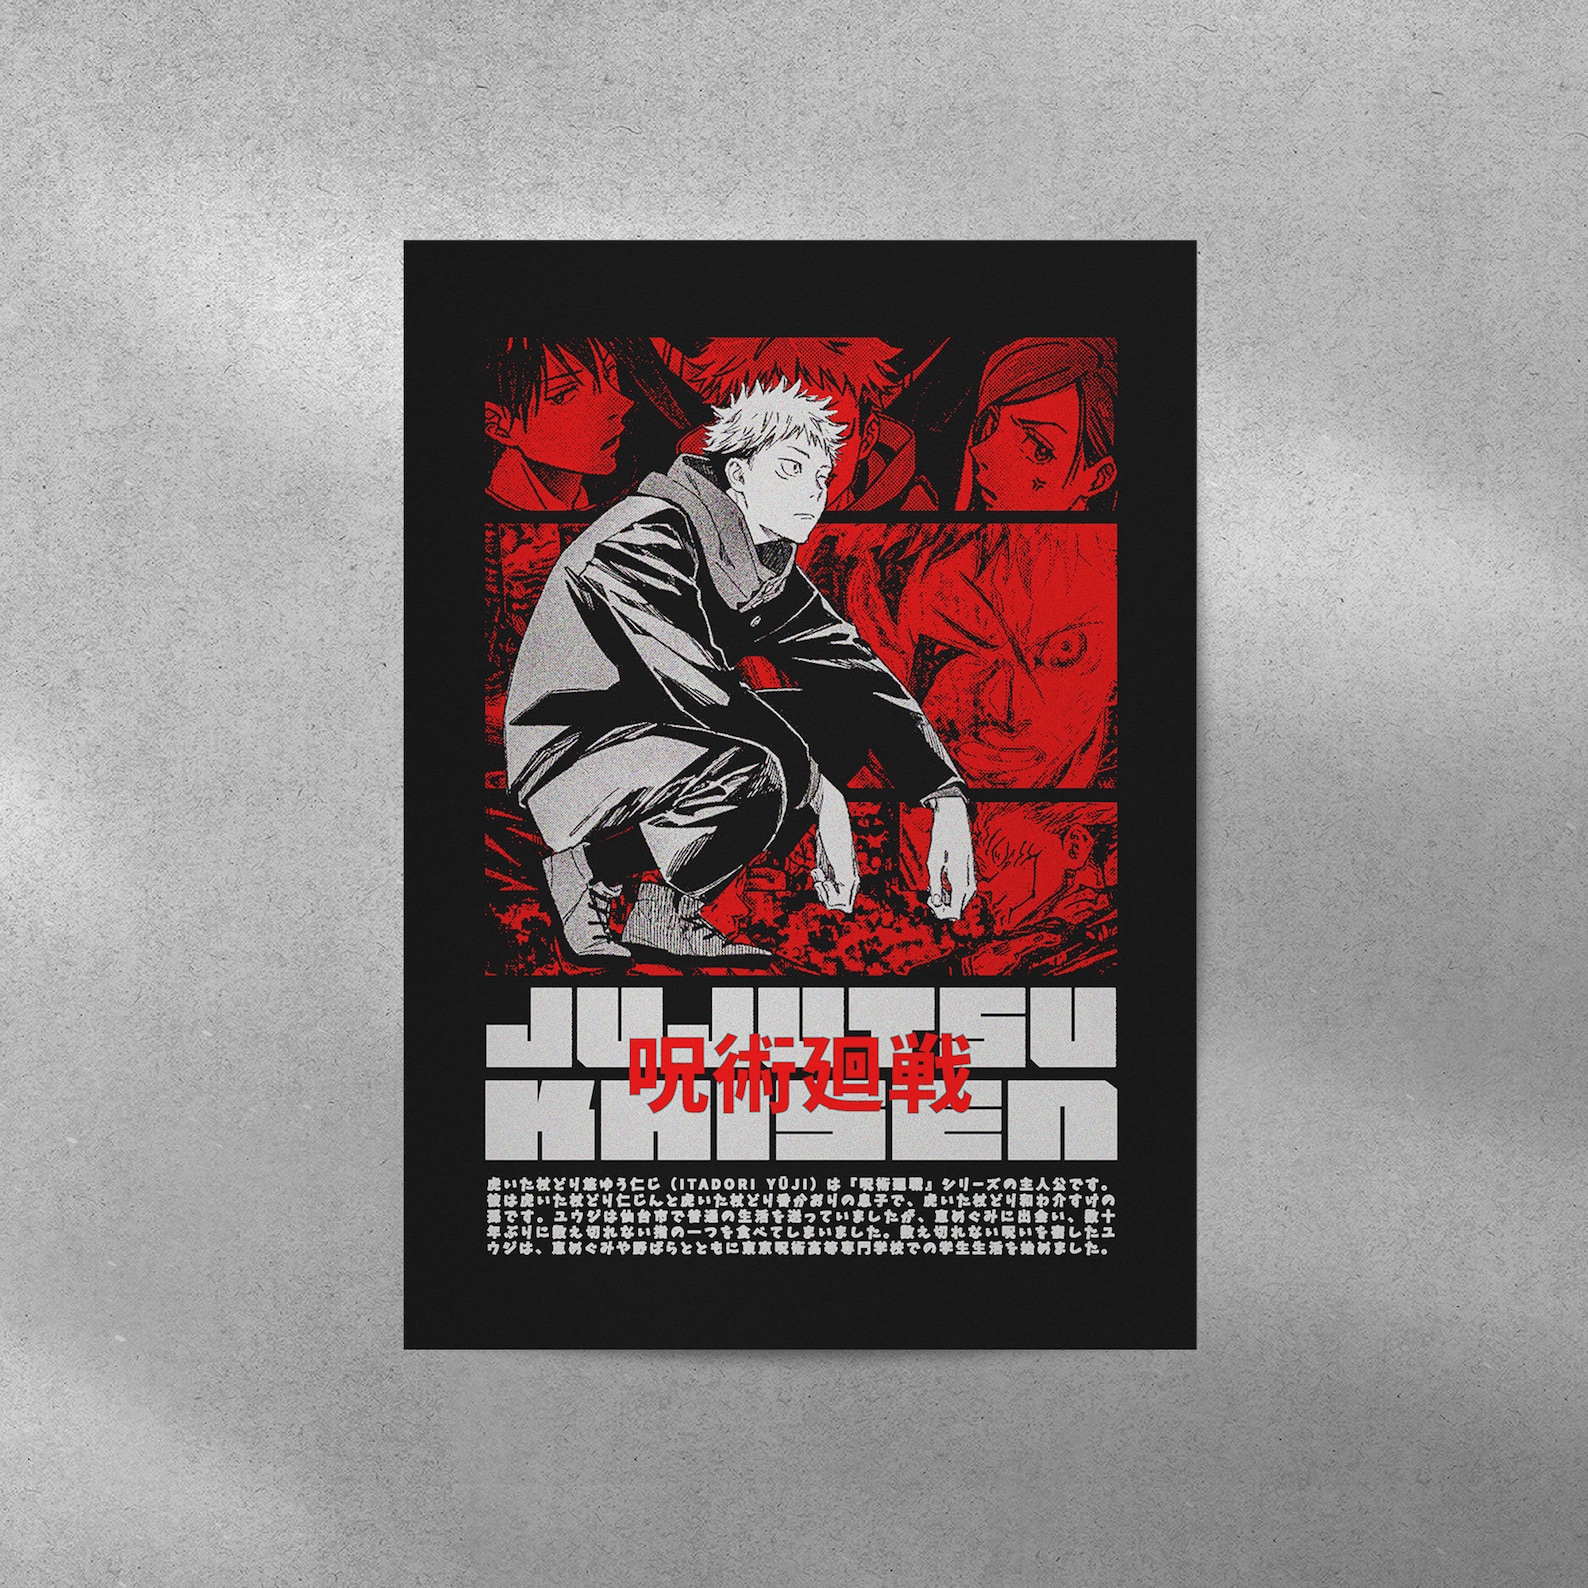 JUJUTSU
呪術廻戦
KAISEN
虎いた杖どり悠ゆう仁じ (ITADORI YŪJI) は『呪術廻戦』シリーズの主人公です。
彼は虎いた杖どり仁じんと虎いた杖どり香かおりの息子で、虎いた杖どり和わ介すけの
孫です。ユウジは仙台市で普通の生活を送っていましたが、恵めぐみに出会い、数十
年ぶりに数え切れない指の一つを食べてしまいました。数え切れない呪いを宿したユ
ウジは、恵めぐみや野ばらとともに東京呪術高等専門学校での学生生活を始めました。